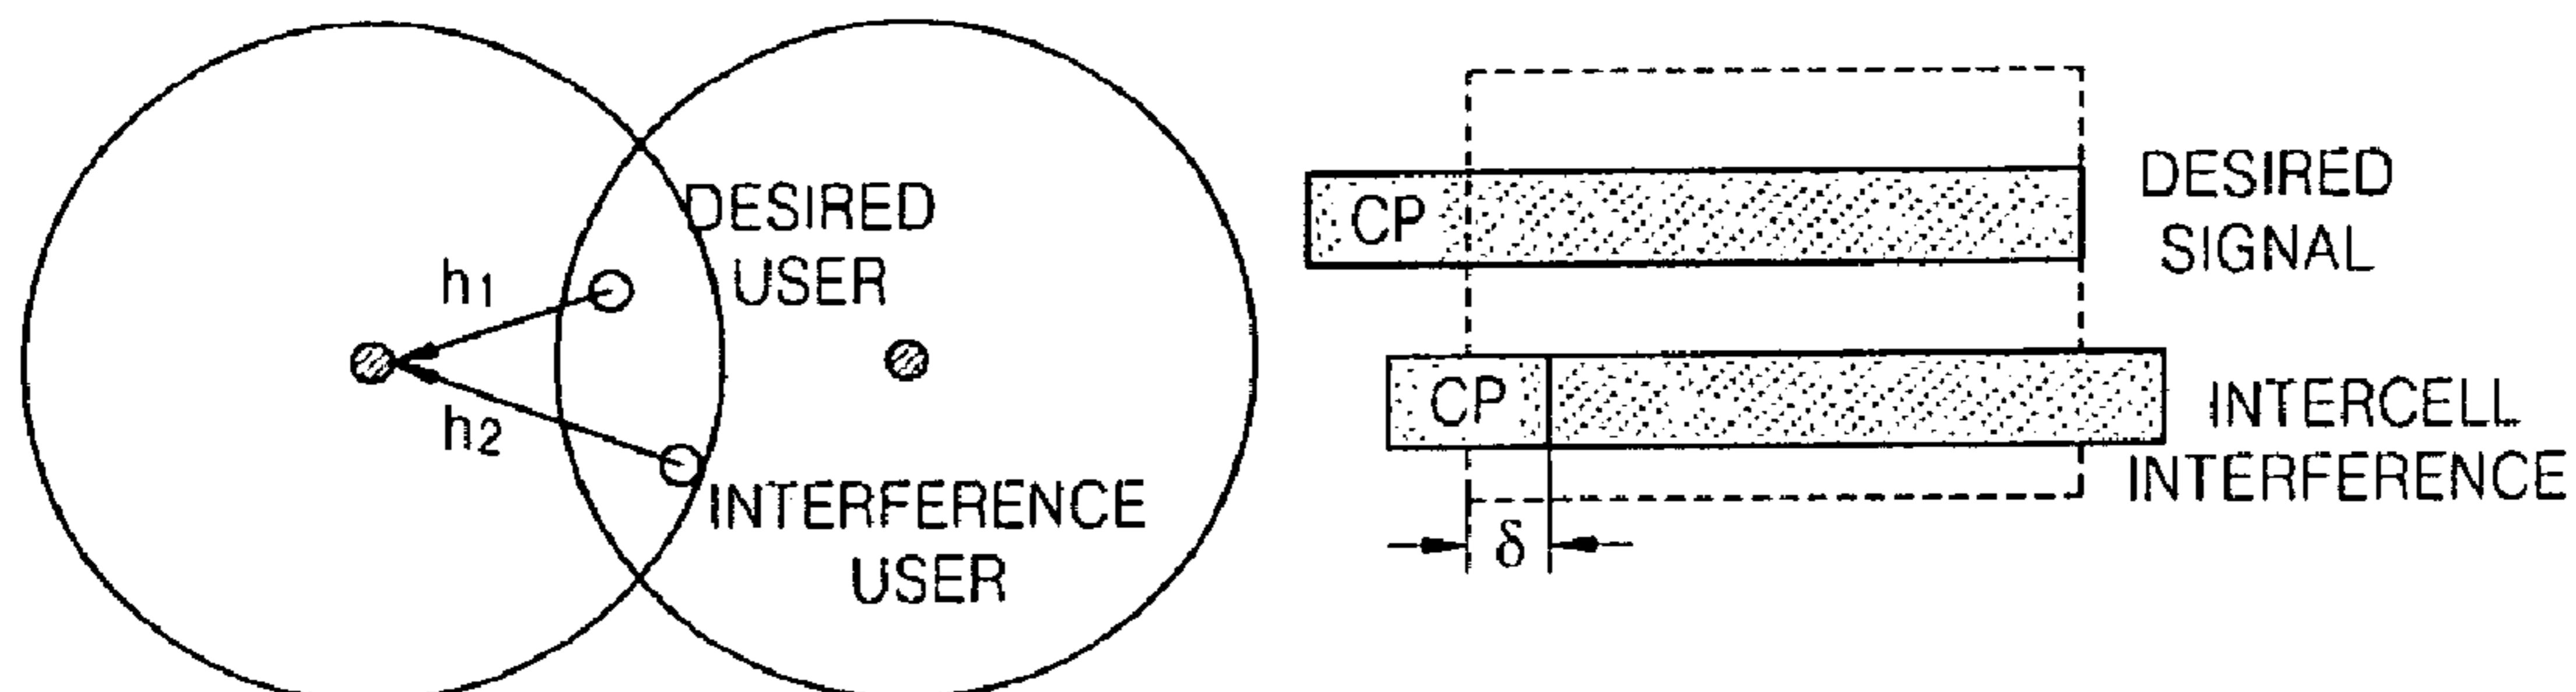 DESIRED
USER
h1
h2
INTERFERENCE
USER
CP
DESIRED
SIGNAL
CP
INTERCELL
INTERFERENCE
δ